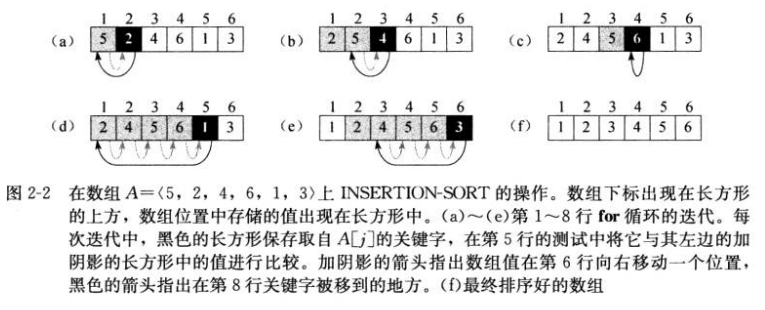 1 2 3 4 5 6 1 2 3 4 5 6 1 2 3 4 5 6
(a) 5 2 4 6 1 3 (b) 2 5 4 6 1 3 (c) 2 4 5 6 1 3
1 2 3 4 5 6 1 2 3 4 5 6 1 2 3 4 5 6
(d) 2 4 5 6 1 3 (e) 1 2 4 5 6 3 (f) 1 2 3 4 5 6
图 2-2 在数组 A=⟨5, 2, 4, 6, 1, 3⟩上 INSERTION-SORT 的操作。数组下标出现在长方形
的上方，数组位置中存储的值出现在长方形中。(a)～(e)第 1～8 行 for 循环的迭代。每
次迭代中，黑色的长方形保存取自 A[j]的关键字，在第 5 行的测试中将它与其左边的加
阴影的长方形中的值进行比较。加阴影的箭头指出数组值在第 6 行向右移动一个位置，
黑色的箭头指出在第 8 行关键字被移到的地方。(f)最终排序好的数组